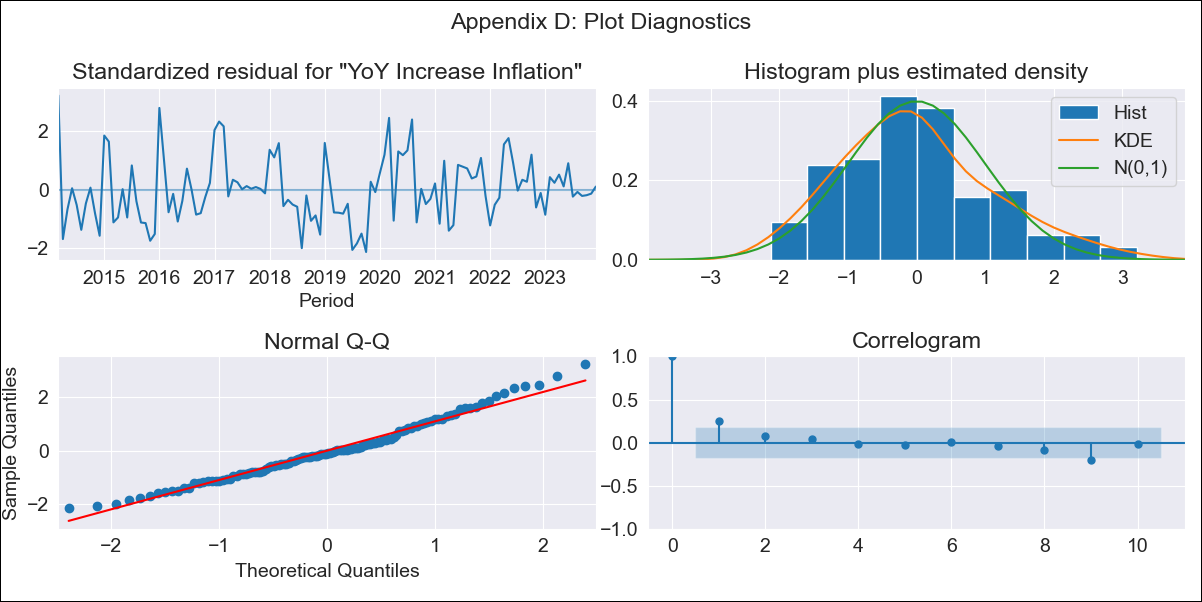 Appendix D: Plot Diagnostics
Standardized residual for "YoY Increase Inflation"
2
0
−2
2015 2016 2017 2018 2019 2020 2021 2022 2023
Period
Histogram plus estimated density
0.4
0.2
0.0
−3 −2 −1 0 1 2 3
Hist
KDE
N(0,1)
Normal Q-Q
Sample Quantiles
2
0
−2
−2 −1 0 1 2
Theoretical Quantiles
Correlogram
1.0
0.5
0.0
−0.5
−1.0
0 2 4 6 8 10